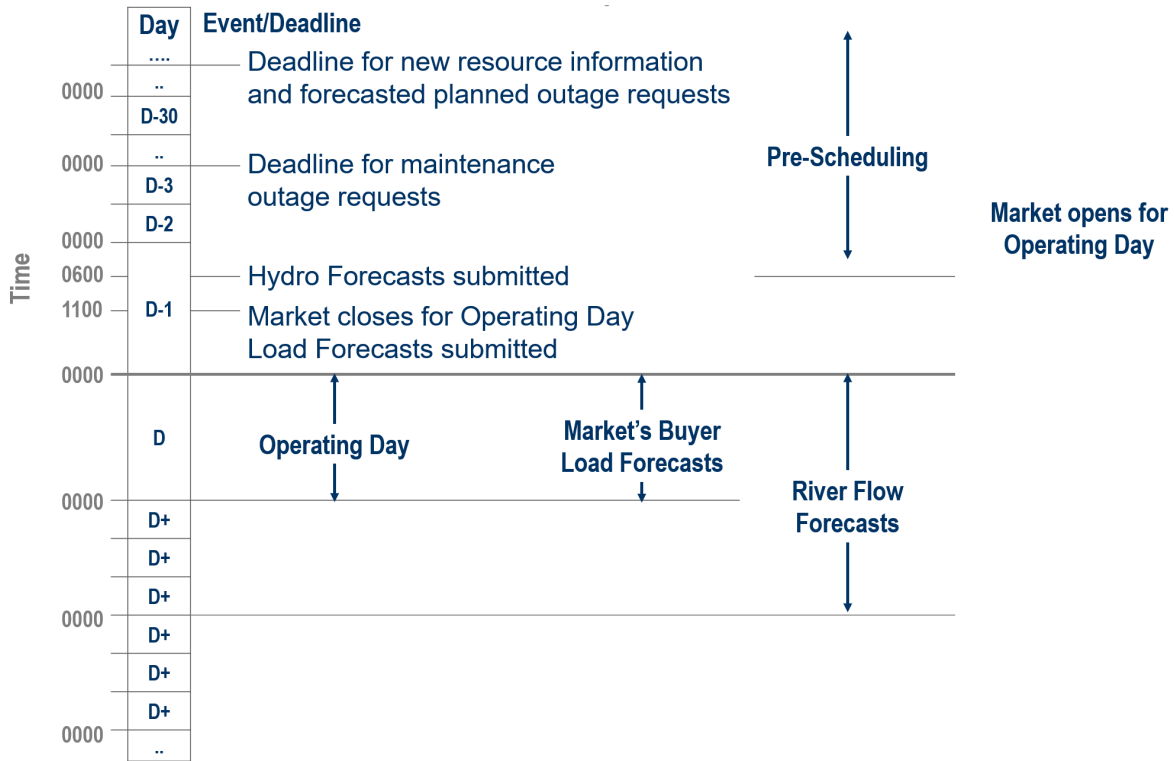 Day Event/Deadline
....
Deadline for new resource information
and forecasted planned outage requests
..
0000
D-30
..
0000
Deadline for maintenance
outage requests
D-3
D-2
0000
Pre-Scheduling
Market opens for
Operating Day
Time
0600
Hydro Forecasts submitted
1100
D-1
Market closes for Operating Day
Load Forecasts submitted
0000
D
Operating Day
Market's Buyer
Load Forecasts
River Flow
Forecasts
0000
D+
D+
D+
0000
D+
D+
D+
0000
..